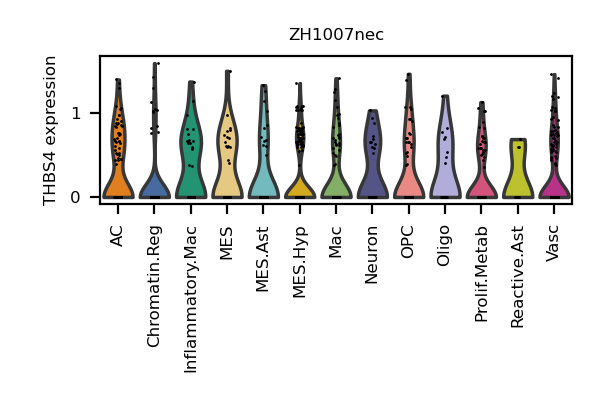 ZH1007nec
THBS4 expression
1
0
AC
Chromatin.Reg
Inflammatory.Mac
MES
MES.Ast
MES.Hyp
Mac
Neuron
OPC
Oligo
Prolif.Metab
Reactive.Ast
Vasc